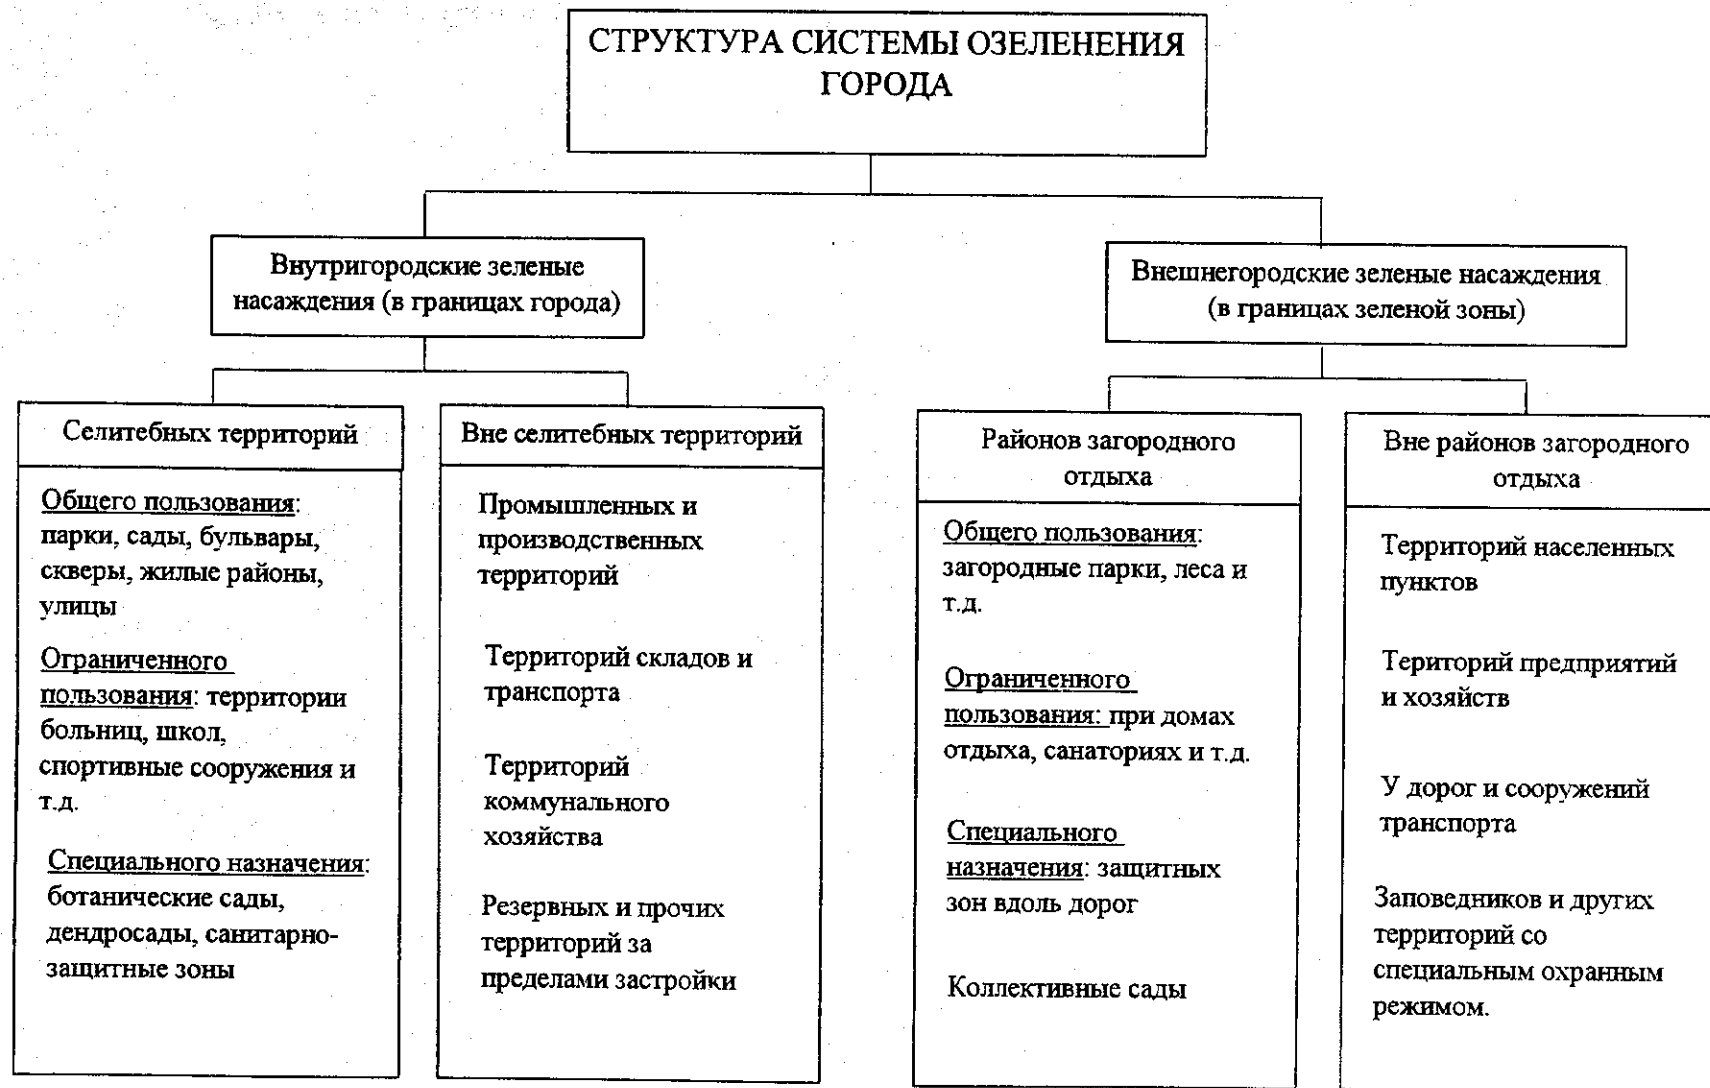 СТРУКТУРА СИСТЕМЫ ОЗЕЛЕНЕНИЯ
ГОРОДА
Внутригородские зеленые
насаждения (в границах города)
Внешнегородские зеленые насаждения
(в границах зеленой зоны)
Селитебных территорий
Общего пользования:
парки, сады, бульвары,
скверы, жилые районы,
улицы
Ограниченного
пользования: территории
больниц, школ,
спортивные сооружения и
т.д.
Специального назначения:
ботанические сады,
дендросады, санитарно-
защитные зоны
Вне селитебных территорий
Промышленных и
производственных
территорий
Территорий складов и
транспорта
Территорий
коммунального
хозяйства
Резервных и прочих
территорий за
пределами застройки
Районов загородного
отдыха
Общего пользования:
загородные парки, леса и
т.д.
Ограниченного
пользования: при домах
отдыха, санаториях и т.д.
Специального
назначения: защитных
зон вдоль дорог
Коллективные сады
Вне районов загородного
отдыха
Территорий населенных
пунктов
Територий предприятий
и хозяйств
У дорог и сооружений
транспорта
Заповедников и других
территорий со
специальным охранным
режимом.